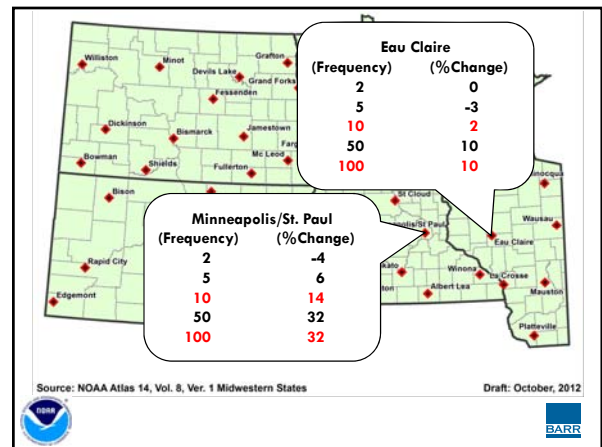 Eau Claire
(Frequency) (%Change)
2 0
5 -3
10 2
50 10
100 10
Minneapolis/St. Paul
(Frequency) (%Change)
2 -4
5 6
10 14
50 32
100 32
Williston
Minot
Grafton
Devils Lake
Grand Forks
Fessenden
Dickinson
Bismarck
Jamestown
Mc Leod
Bowman
Shields
Fullerton
Bison
St Cloud
Wausau
Eau Claire
Rapid City
Winona
La Crosse
Edgemont
Albert Lea
Mauston
Platteville
Source: NOAA Atlas 14, Vol. 8, Ver. 1 Midwestern States
Draft: October, 2012
NOAA
BARR